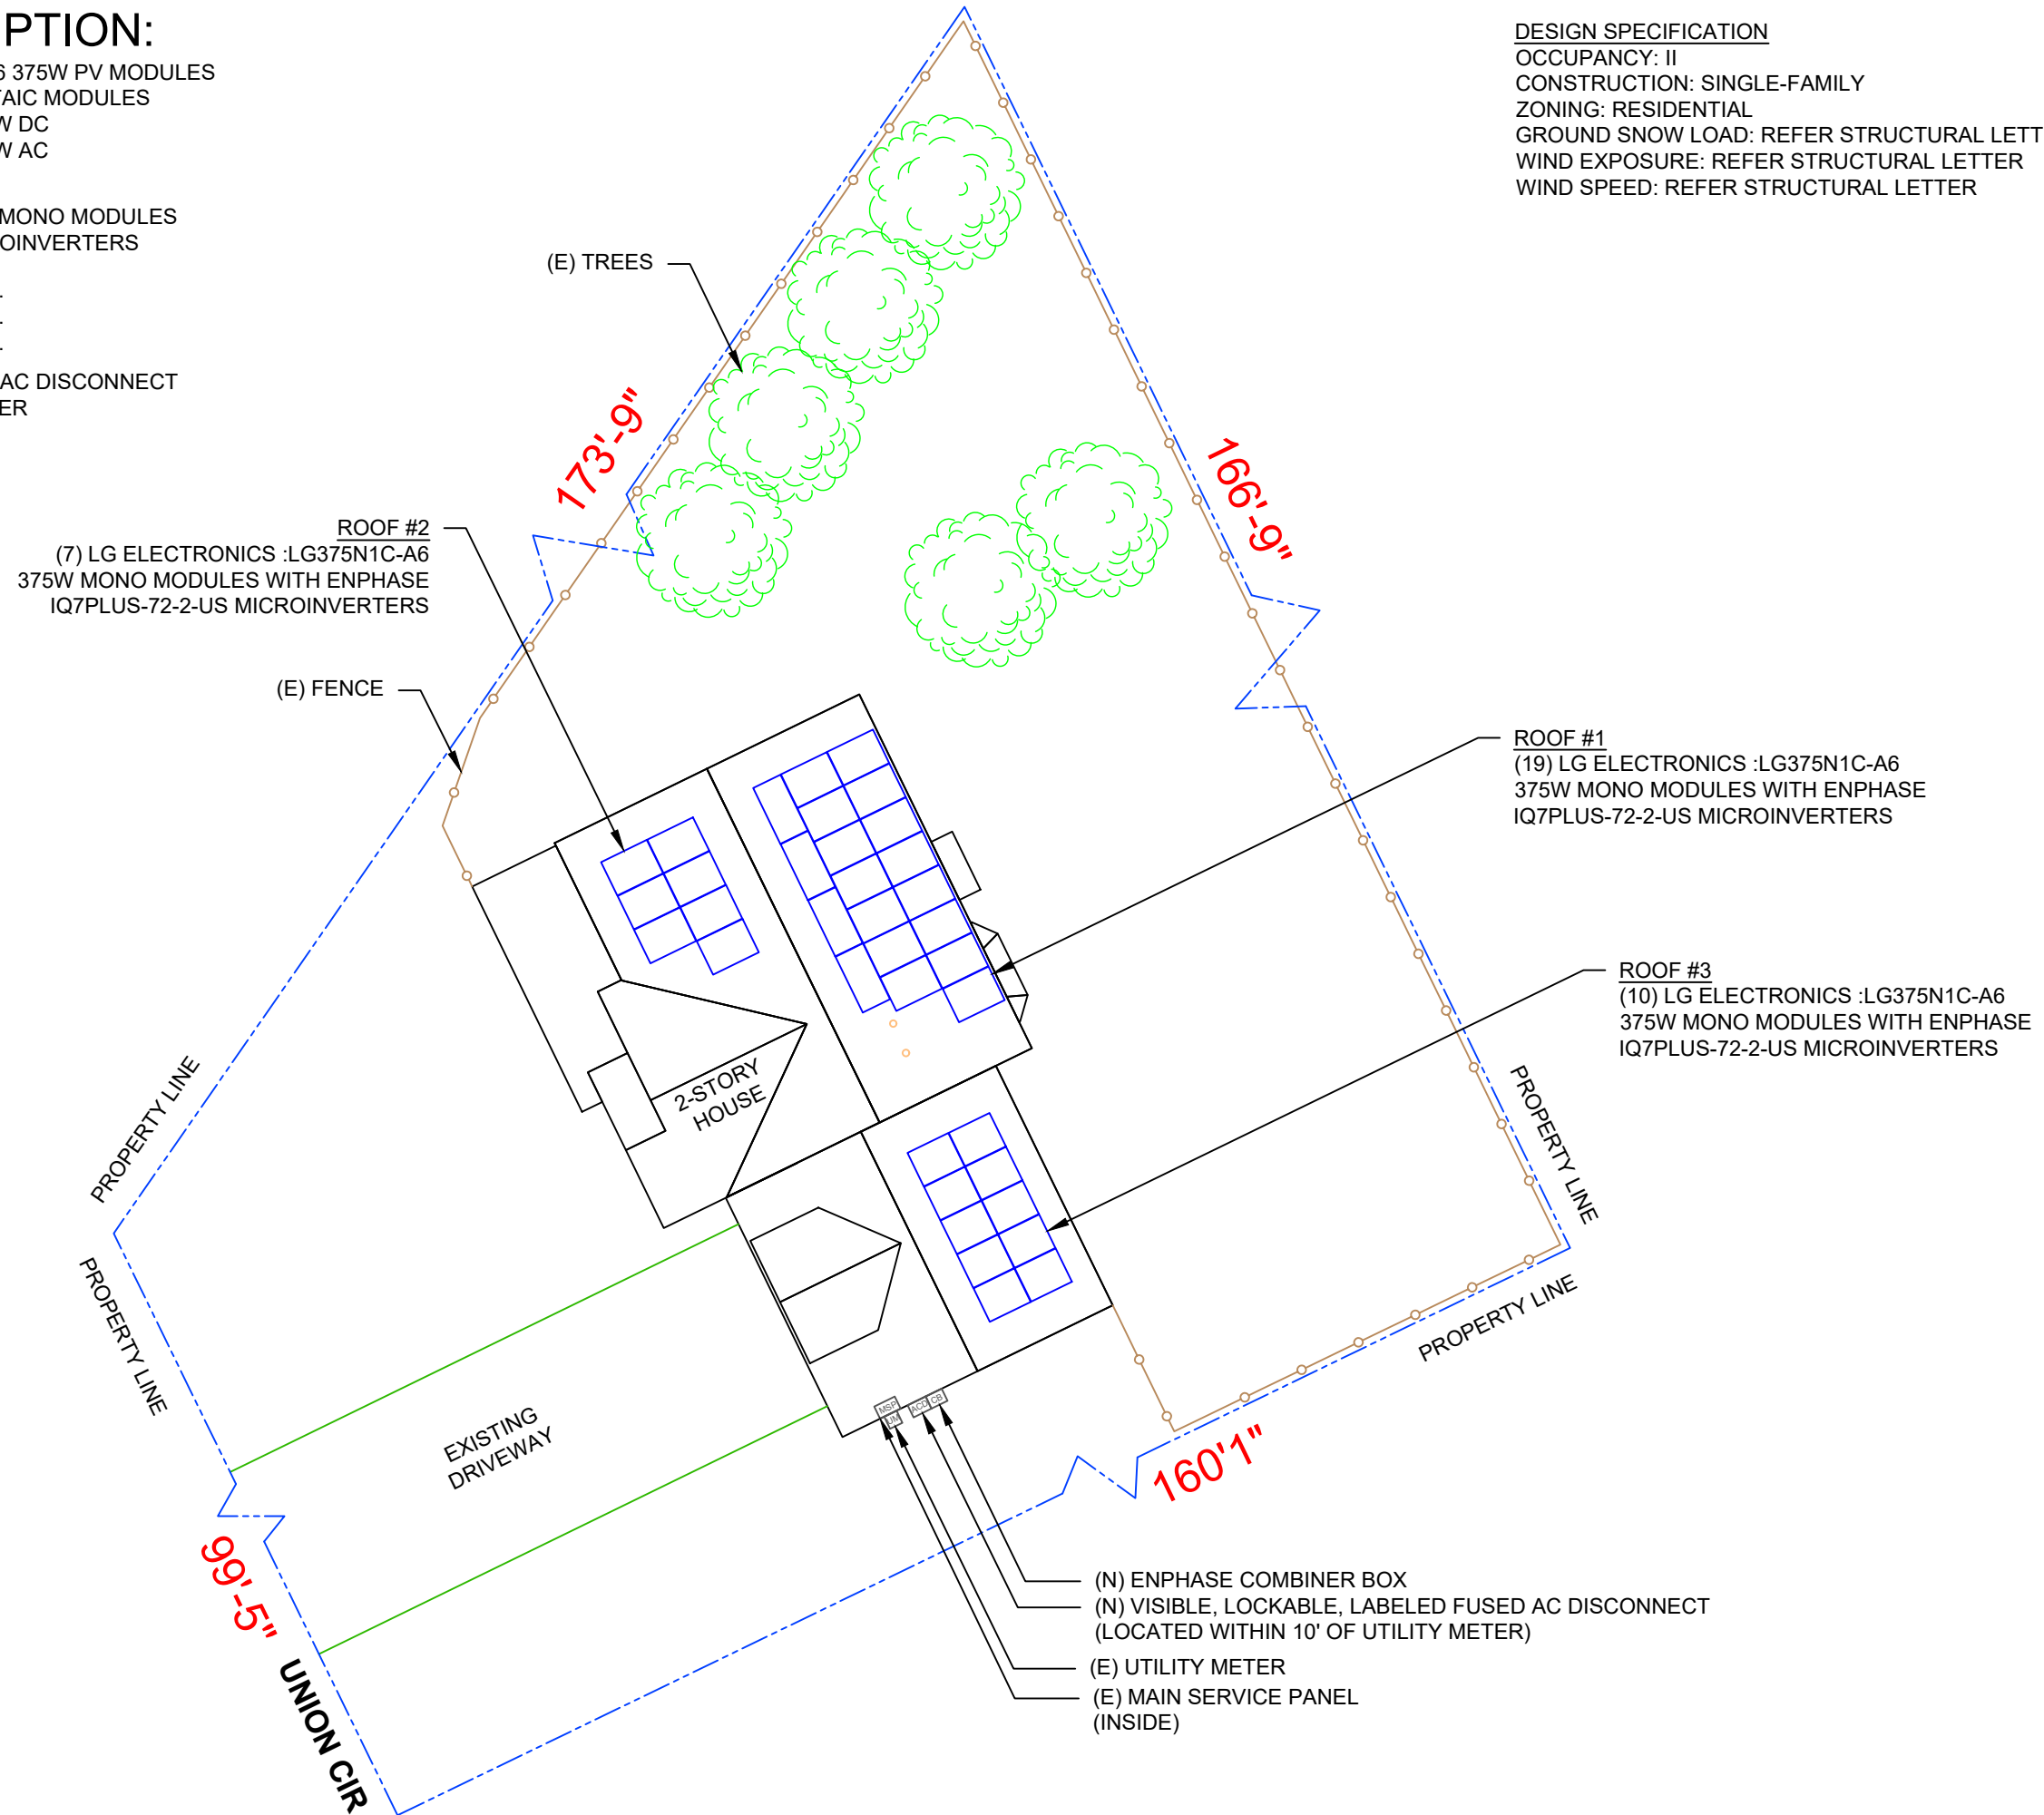 PTION:
6 375W PV MODULES
TAIC MODULES
W DC
W AC
MONO MODULES
OINVERTERS
AC DISCONNECT
ER
DESIGN SPECIFICATION
OCCUPANCY: II
CONSTRUCTION: SINGLE-FAMILY
ZONING: RESIDENTIAL
GROUND SNOW LOAD: REFER STRUCTURAL LETT
WIND EXPOSURE: REFER STRUCTURAL LETTER
WIND SPEED: REFER STRUCTURAL LETTER
(E) TREES
173'-9"
166'-9"
ROOF #2
(7) LG ELECTRONICS :LG375N1C-A6
375W MONO MODULES WITH ENPHASE
IQ7PLUS-72-2-US MICROINVERTERS
(E) FENCE
ROOF #1
(19) LG ELECTRONICS :LG375N1C-A6
375W MONO MODULES WITH ENPHASE
IQ7PLUS-72-2-US MICROINVERTERS
ROOF #3
(10) LG ELECTRONICS :LG375N1C-A6
375W MONO MODULES WITH ENPHASE
IQ7PLUS-72-2-US MICROINVERTERS
PROPERTY LINE
PROPERTY LINE
2-STORY
HOUSE
PROPERTY LINE
PROPERTY LINE
EXISTING
DRIVEWAY
MSP
UM
ACD
CB
160'1"
99'-5"
UNION CIR
(N) ENPHASE COMBINER BOX
(N) VISIBLE, LOCKABLE, LABELED FUSED AC DISCONNECT
(LOCATED WITHIN 10' OF UTILITY METER)
(E) UTILITY METER
(E) MAIN SERVICE PANEL
(INSIDE)